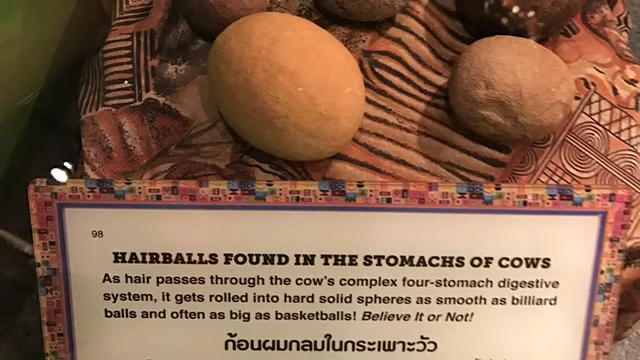 98
HAIRBALLS FOUND IN THE STOMACHS OF COWS
As hair passes through the cow's complex four-stomach digestive
system, it gets rolled into hard solid spheres as smooth as billiard
balls and often as big as basketballs! Believe It or Not!
ก้อนผมกลมในกระเพาะวัว